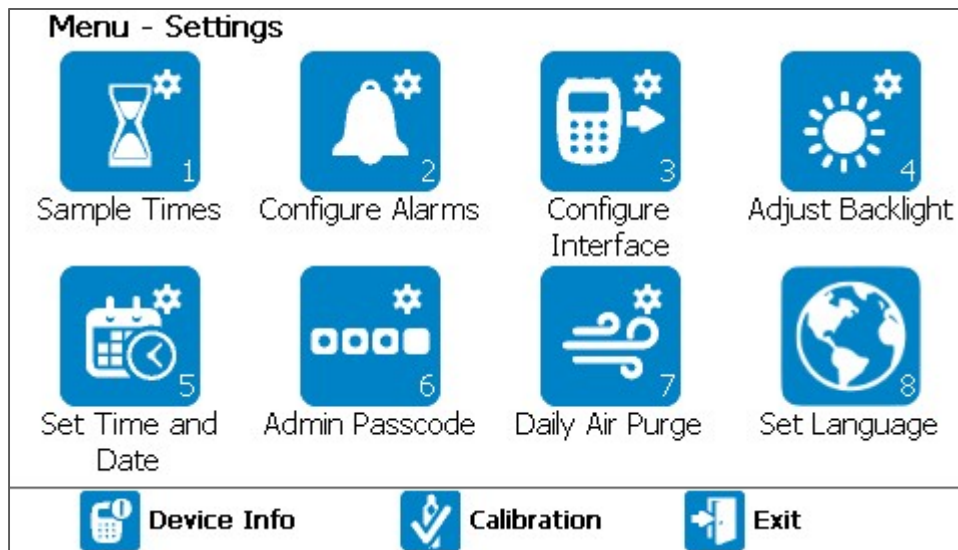 Menu - Settings
1
2
3
4
Sample Times
Configure Alarms
Configure
Interface
Adjust Backlight
5
6
7
8
Set Time and
Date
Admin Passcode
Daily Air Purge
Set Language
Device Info
Calibration
Exit